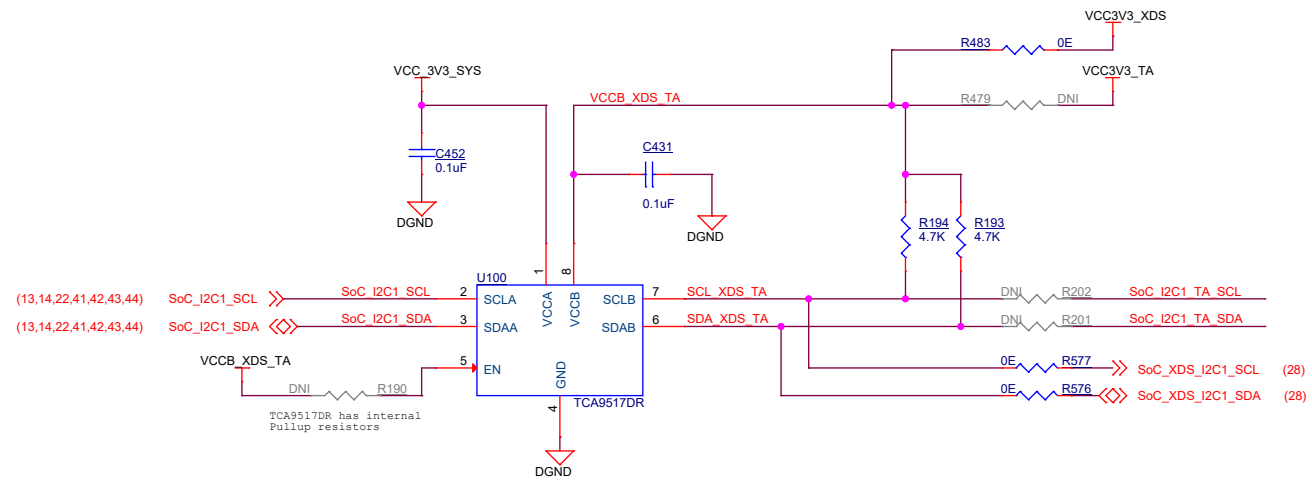 VCC3V3_XDS
R483 0E
VCC_3V3_SYS
VCC3V3_TA
VCCB_XDS_TA
R479 DNI
C452
0.1uF
C431
0.1uF
DGND
DGND
R194
4.7K
R193
4.7K
U100
1
8
(13,14,22,41,42,43,44) SoC_I2C1_SCL SoC_I2C1_SCL 2 SCLA VCCA VCCB SCLB 7 SCL_XDS_TA DNI R202 SoC_I2C1_TA_SCL
(13,14,22,41,42,43,44) SoC_I2C1_SDA SoC_I2C1_SDA 3 SDAA SDAB 6 SDA_XDS_TA DNI R201 SoC_I2C1_TA_SDA
VCCB_XDS_TA
5 EN GND
0E R577 SoC_XDS_I2C1_SCL (28)
DNI R190
0E R576 SoC_XDS_I2C1_SDA (28)
4
TCA9517DR
TCA9517DR has internal
Pullup resistors
DGND